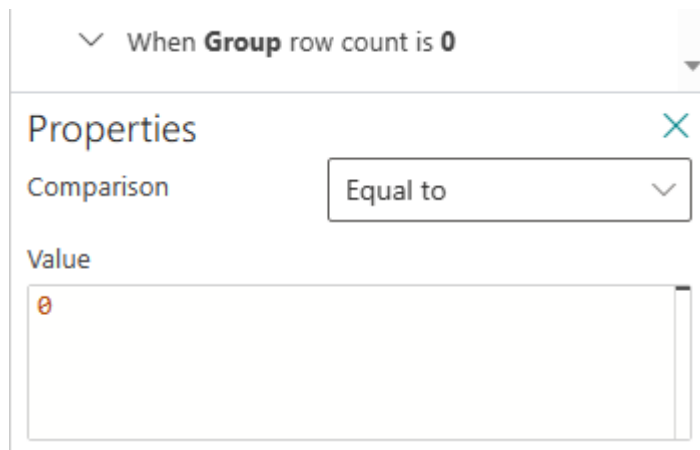 When Group row count is 0
Properties
Comparison
Equal to
Value
0